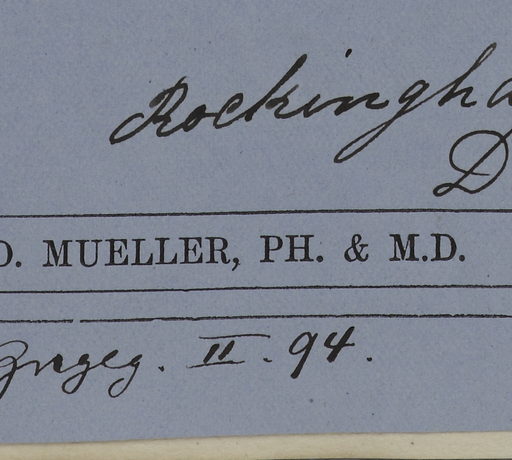 Rockingha
D
D. MUELLER, PH. & M.D.
II. 94.